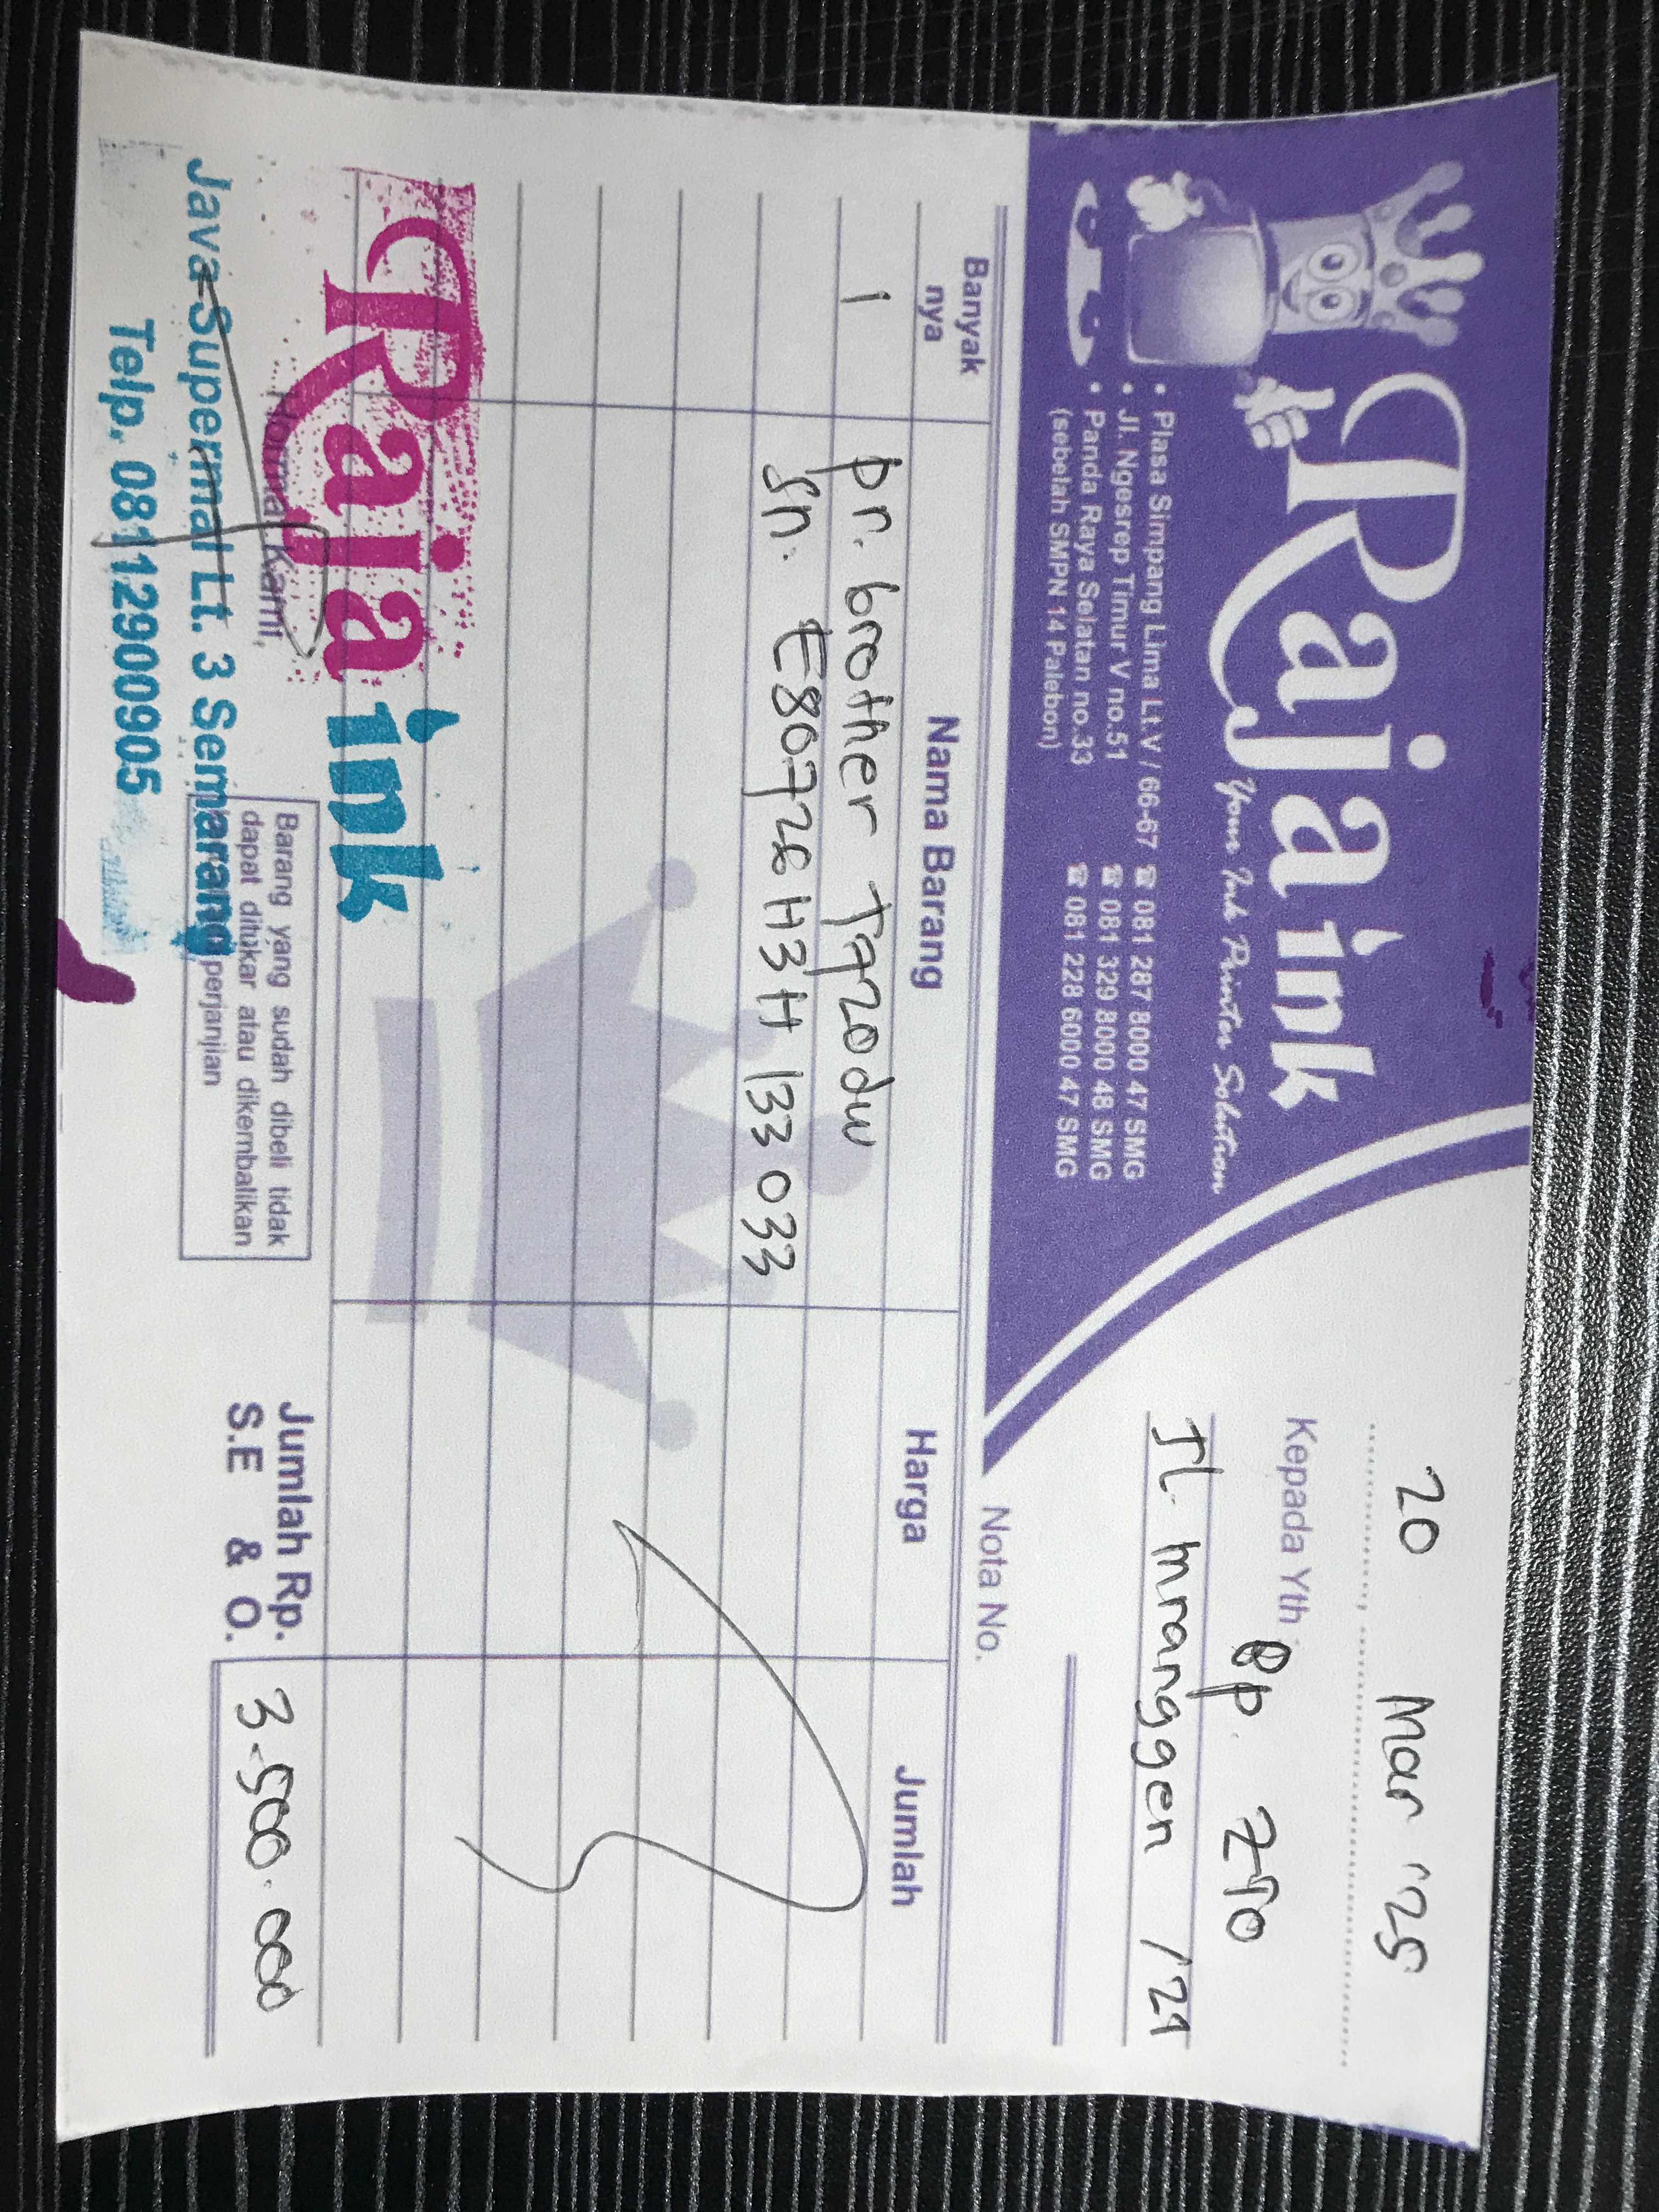 Raja ink
Your Ink Printer Solution
• Plasa Simpang Lima Lt.V / 66-67 ☎ 081 287 8000 47 SMG
• Jl. Ngesrep Timur V no.51 ☎ 081 329 8000 48 SMG
• Panda Raya Selatan no.33 ☎ 081 228 6000 47 SMG
(sebelah SMPN 14 Palebon)
20 Mar '25
Kepada Yth. Bp. ZTO
Jl. Mranggen /29
Nota No.
Banyak nya Nama Barang Harga Jumlah
1 pr. brother T920dw
sn. E80728H3H133033
Raja ink
Hormat Kami,
Java Supermal Lt. 3 Semarang
Telp. 08112900905
Barang yang sudah dibeli tidak
dapat ditukar atau dikembalikan
perjanjian
Jumlah Rp. 3.500.000
S.E & O.